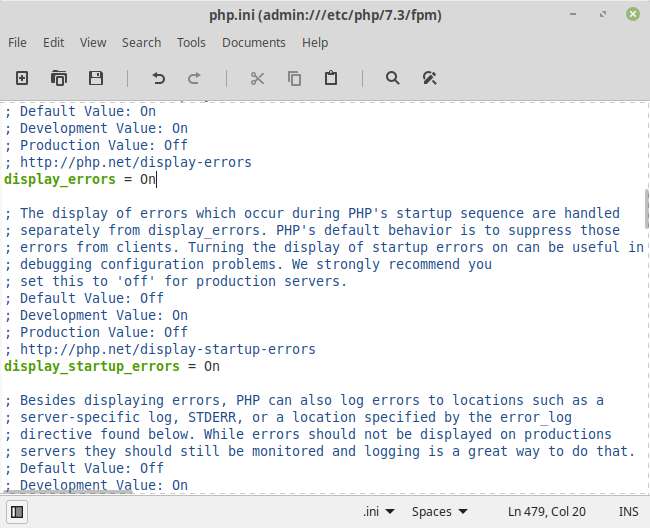 php.ini (admin:///etc/php/7.3/fpm)
File Edit View Search Tools Documents Help
; Default Value: On
; Development Value: On
; Production Value: Off
; http://php.net/display-errors
display_errors = On
; The display of errors which occur during PHP's startup sequence are handled
; separately from display_errors. PHP's default behavior is to suppress those
; errors from clients. Turning the display of startup errors on can be useful in
; debugging configuration problems. We strongly recommend you
; set this to 'off' for production servers.
; Default Value: Off
; Development Value: On
; Production Value: Off
; http://php.net/display-startup-errors
display_startup_errors = On
; Besides displaying errors, PHP can also log errors to locations such as a
; server-specific log, STDERR, or a location specified by the error_log
; directive found below. While errors should not be displayed on productions
; servers they should still be monitored and logging is a great way to do that.
; Default Value: Off
; Development Value: On
.ini Spaces Ln 479, Col 20 INS